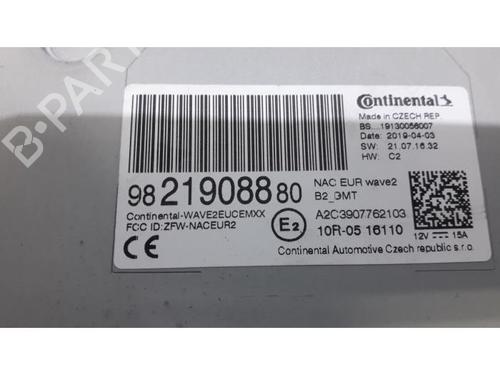 Continental
Made in CZECH REP
BS....19130056007
Date: 2019-04-03
SW: 21.07.16.32
HW: C2
98 219088 80
NAC EUR wave2
B2_GMT
Continental-WAVE2EUCEMXX
FCC ID:ZFW-NACEUR2
CE
E2
A2C3907762103
10R-05 16110
12V 15A
Continental Automotive Czech republic s.r.o.
B-Parts
B-Parts